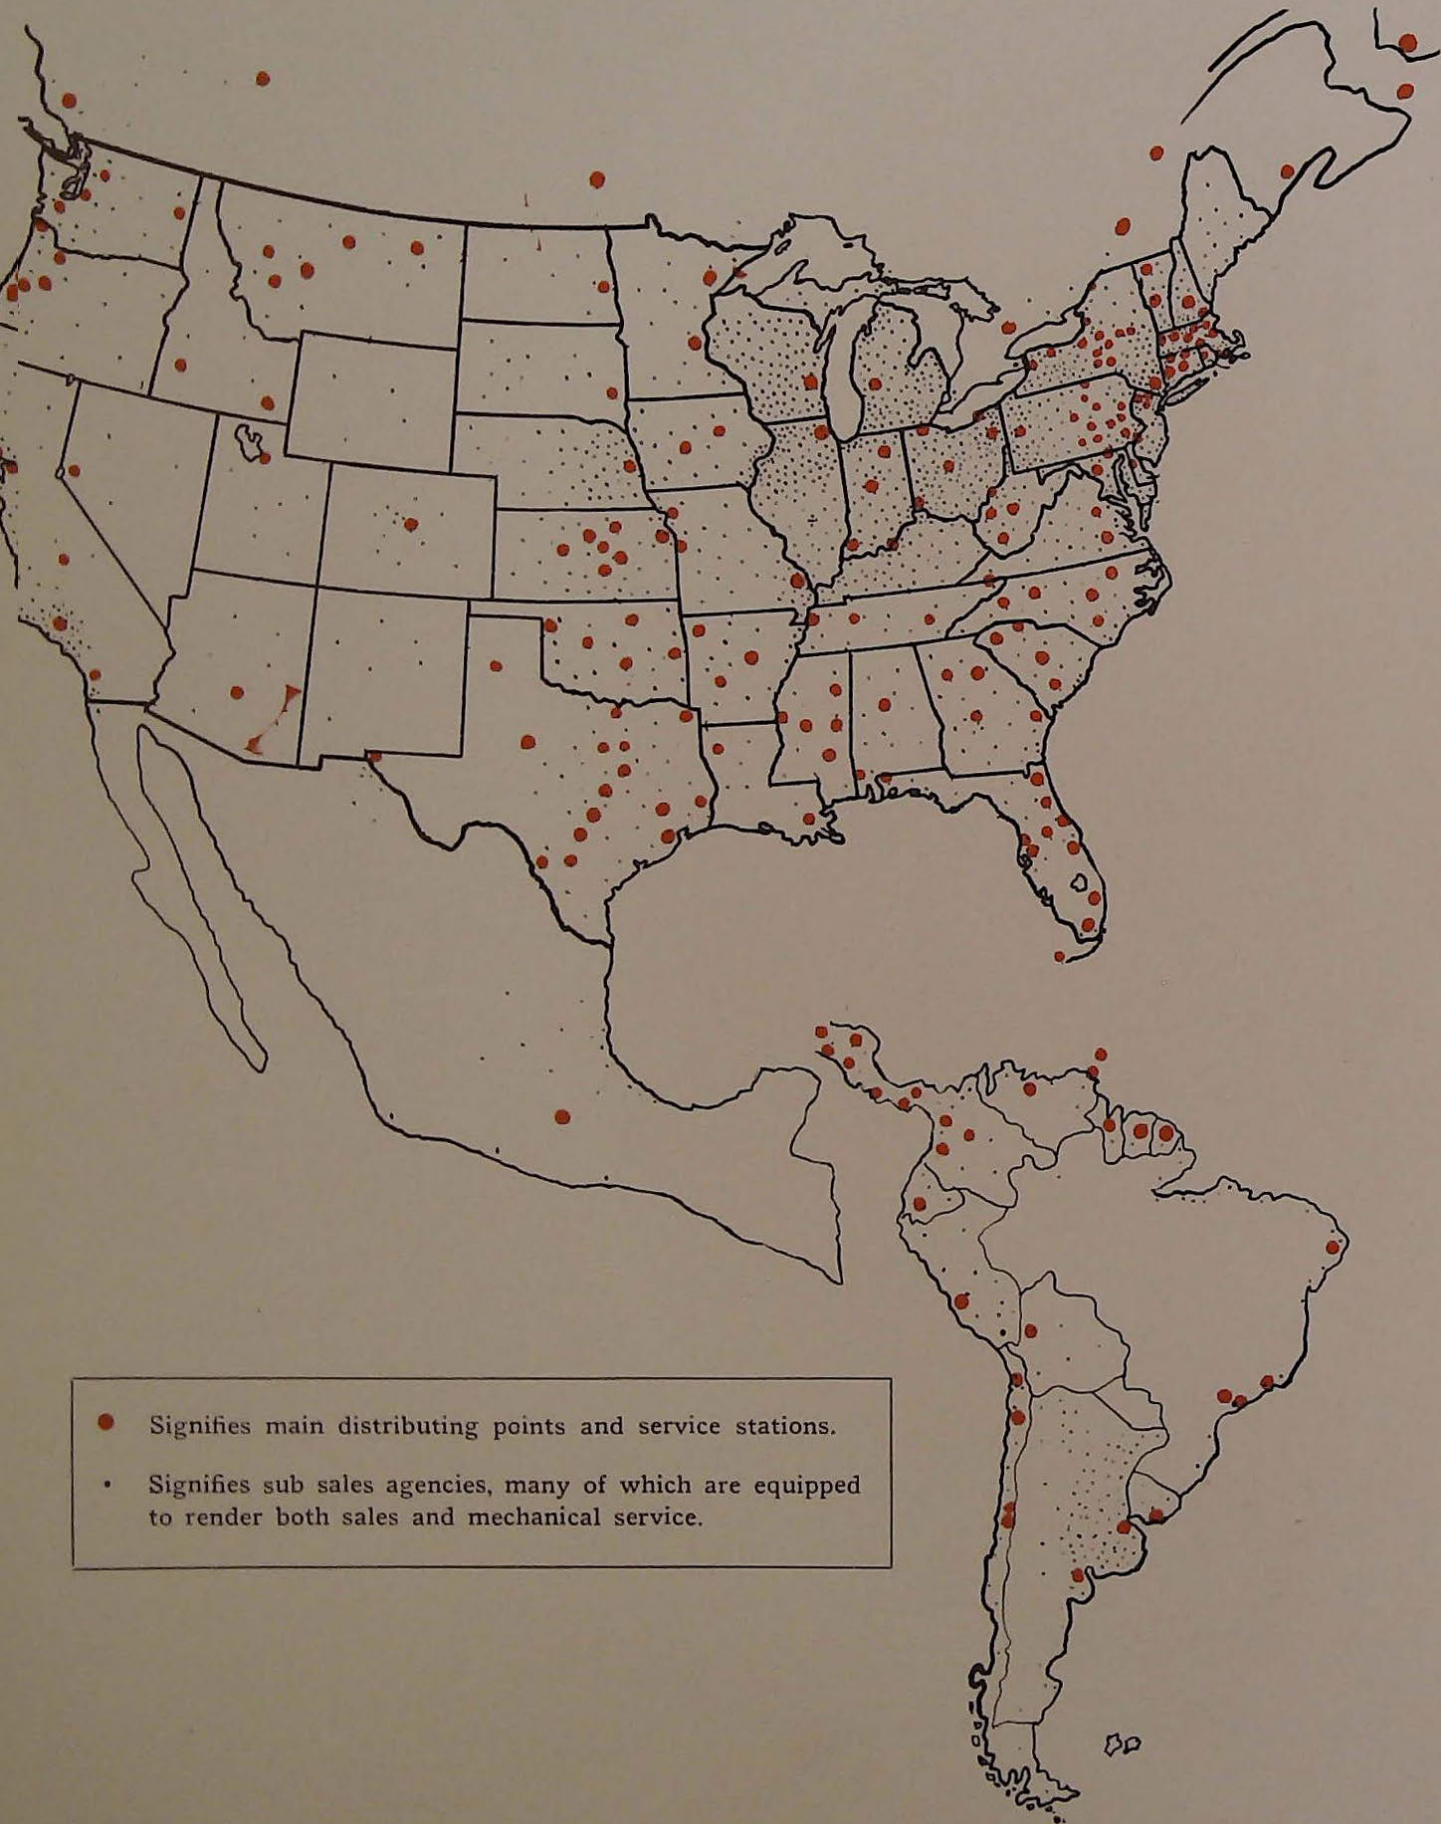 Signifies main distributing points and service stations.
Signifies sub sales agencies, many of which are equipped
to render both sales and mechanical service.